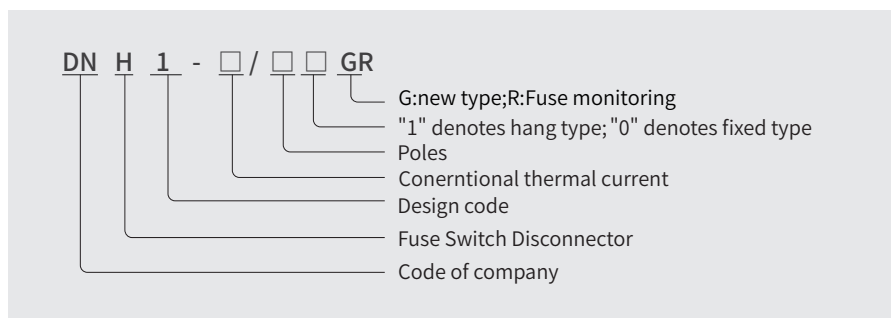 DN H 1 - □ / □ □ GR
G:new type;R:Fuse monitoring
"1" denotes hang type; "0" denotes fixed type
Poles
Conerntional thermal current
Design code
Fuse Switch Disconnector
Code of company